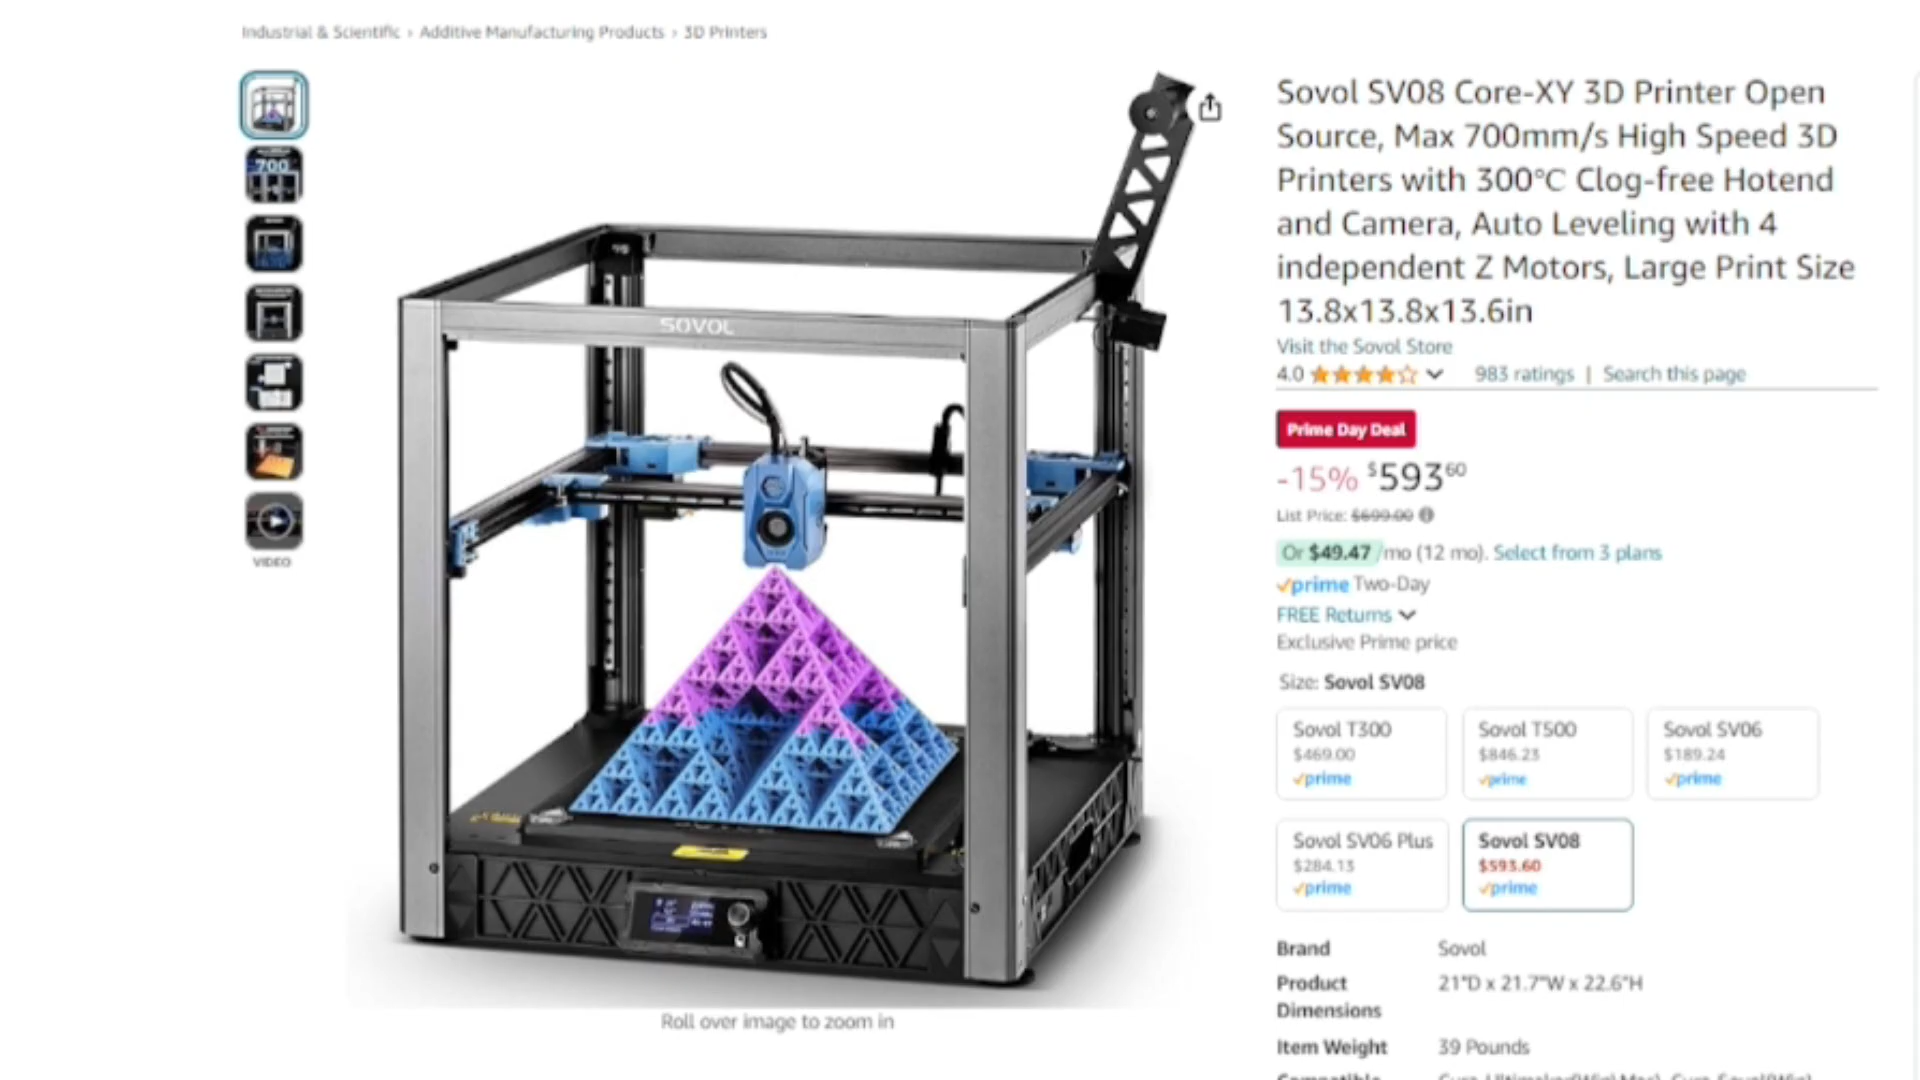 Industrial & Scientific › Additive Manufacturing Products › 3D Printers
700
VIDEO
SOVOL
Roll over image to zoom in
Sovol SV08 Core-XY 3D Printer Open
Source, Max 700mm/s High Speed 3D
Printers with 300℃ Clog-free Hotend
and Camera, Auto Leveling with 4
independent Z Motors, Large Print Size
13.8x13.8x13.6in
Visit the Sovol Store
4.0 983 ratings | Search this page
Prime Day Deal
-15% $593.60
List Price: $699.00
Or $49.47 /mo (12 mo). Select from 3 plans
prime Two-Day
FREE Returns
Exclusive Prime price
Size: Sovol SV08
Sovol T300 Sovol T500 Sovol SV06
$469.00 $846.23 $189.24
prime prime prime
Sovol SV06 Plus Sovol SV08
$284.13 $593.60
prime prime
Brand Sovol
Product 21"D x 21.7"W x 22.6"H
Dimensions
Item Weight 39 Pounds